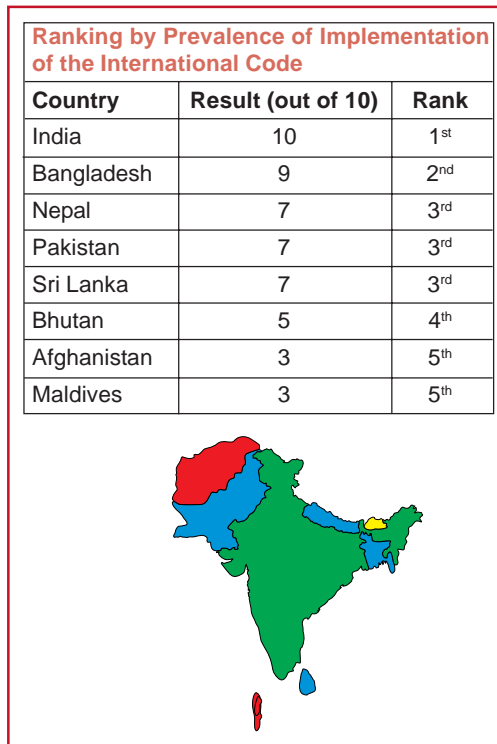 Ranking by Prevalence of Implementation
of the International Code
Country Result (out of 10) Rank
India 10 1st
Bangladesh 9 2nd
Nepal 7 3rd
Pakistan 7 3rd
Sri Lanka 7 3rd
Bhutan 5 4th
Afghanistan 3 5th
Maldives 3 5th